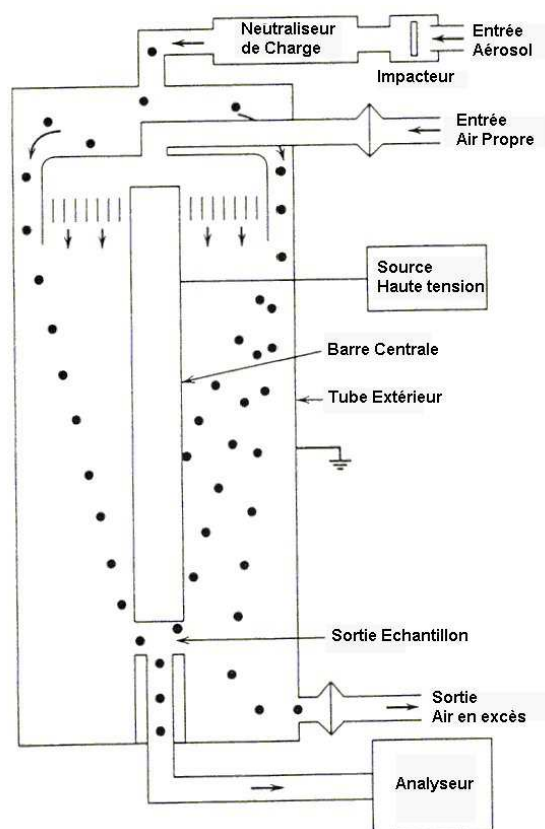 Neutraliseur
de Charge
Entrée
Aérosol
Impacteur
Entrée
Air Propre
Source
Haute tension
Barre Centrale
Tube Extérieur
Sortie Echantillon
Sortie
Air en excès
Analyseur